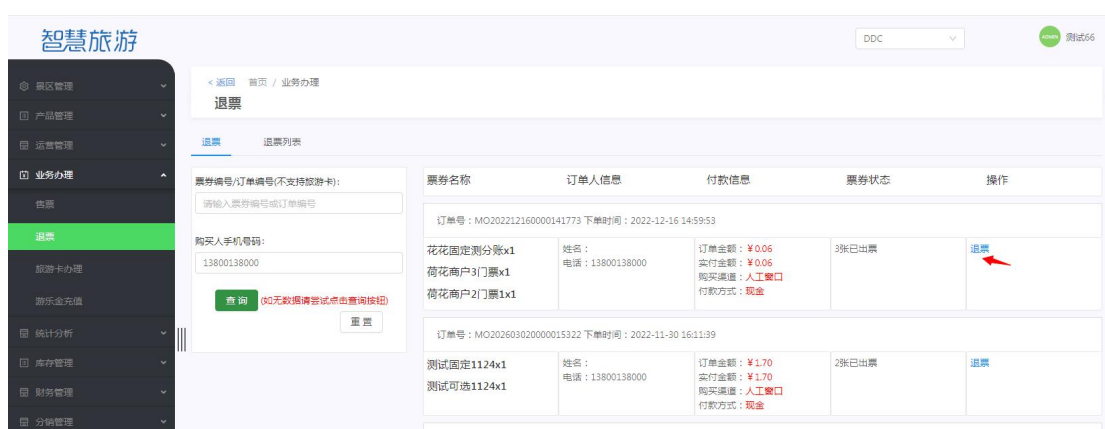 智慧旅游
DDC
ADMIN
测试66
景区管理
产品管理
运营管理
业务办理
售票
退票
旅游卡办理
游乐金充值
统计分析
库存管理
财务管理
分销管理
<返回 首页 / 业务办理
退票
退票 退票列表
票券编号/订单编号(不支持旅游卡):
请输入票券编号或订单编号
购买人手机号码:
13800138000
查询 (如无数据请尝试点击查询按钮)
重置
票券名称 订单人信息 付款信息 票券状态 操作
订单号:MO202212160000141773 下单时间:2022-12-16 14:59:53
花花固定测分账x1
荷花商户3门票x1
荷花商户2门票1x1
姓名:
电话:13800138000
订单金额:¥0.06
实付金额:¥0.06
购买渠道:人工窗口
付款方式:现金
3张已出票
退票
订单号:MO202603020000015322 下单时间:2022-11-30 16:11:39
测试固定1124x1
测试可选1124x1
姓名:
电话:13800138000
订单金额:¥1.70
实付金额:¥1.70
购买渠道:人工窗口
付款方式:现金
2张已出票
退票